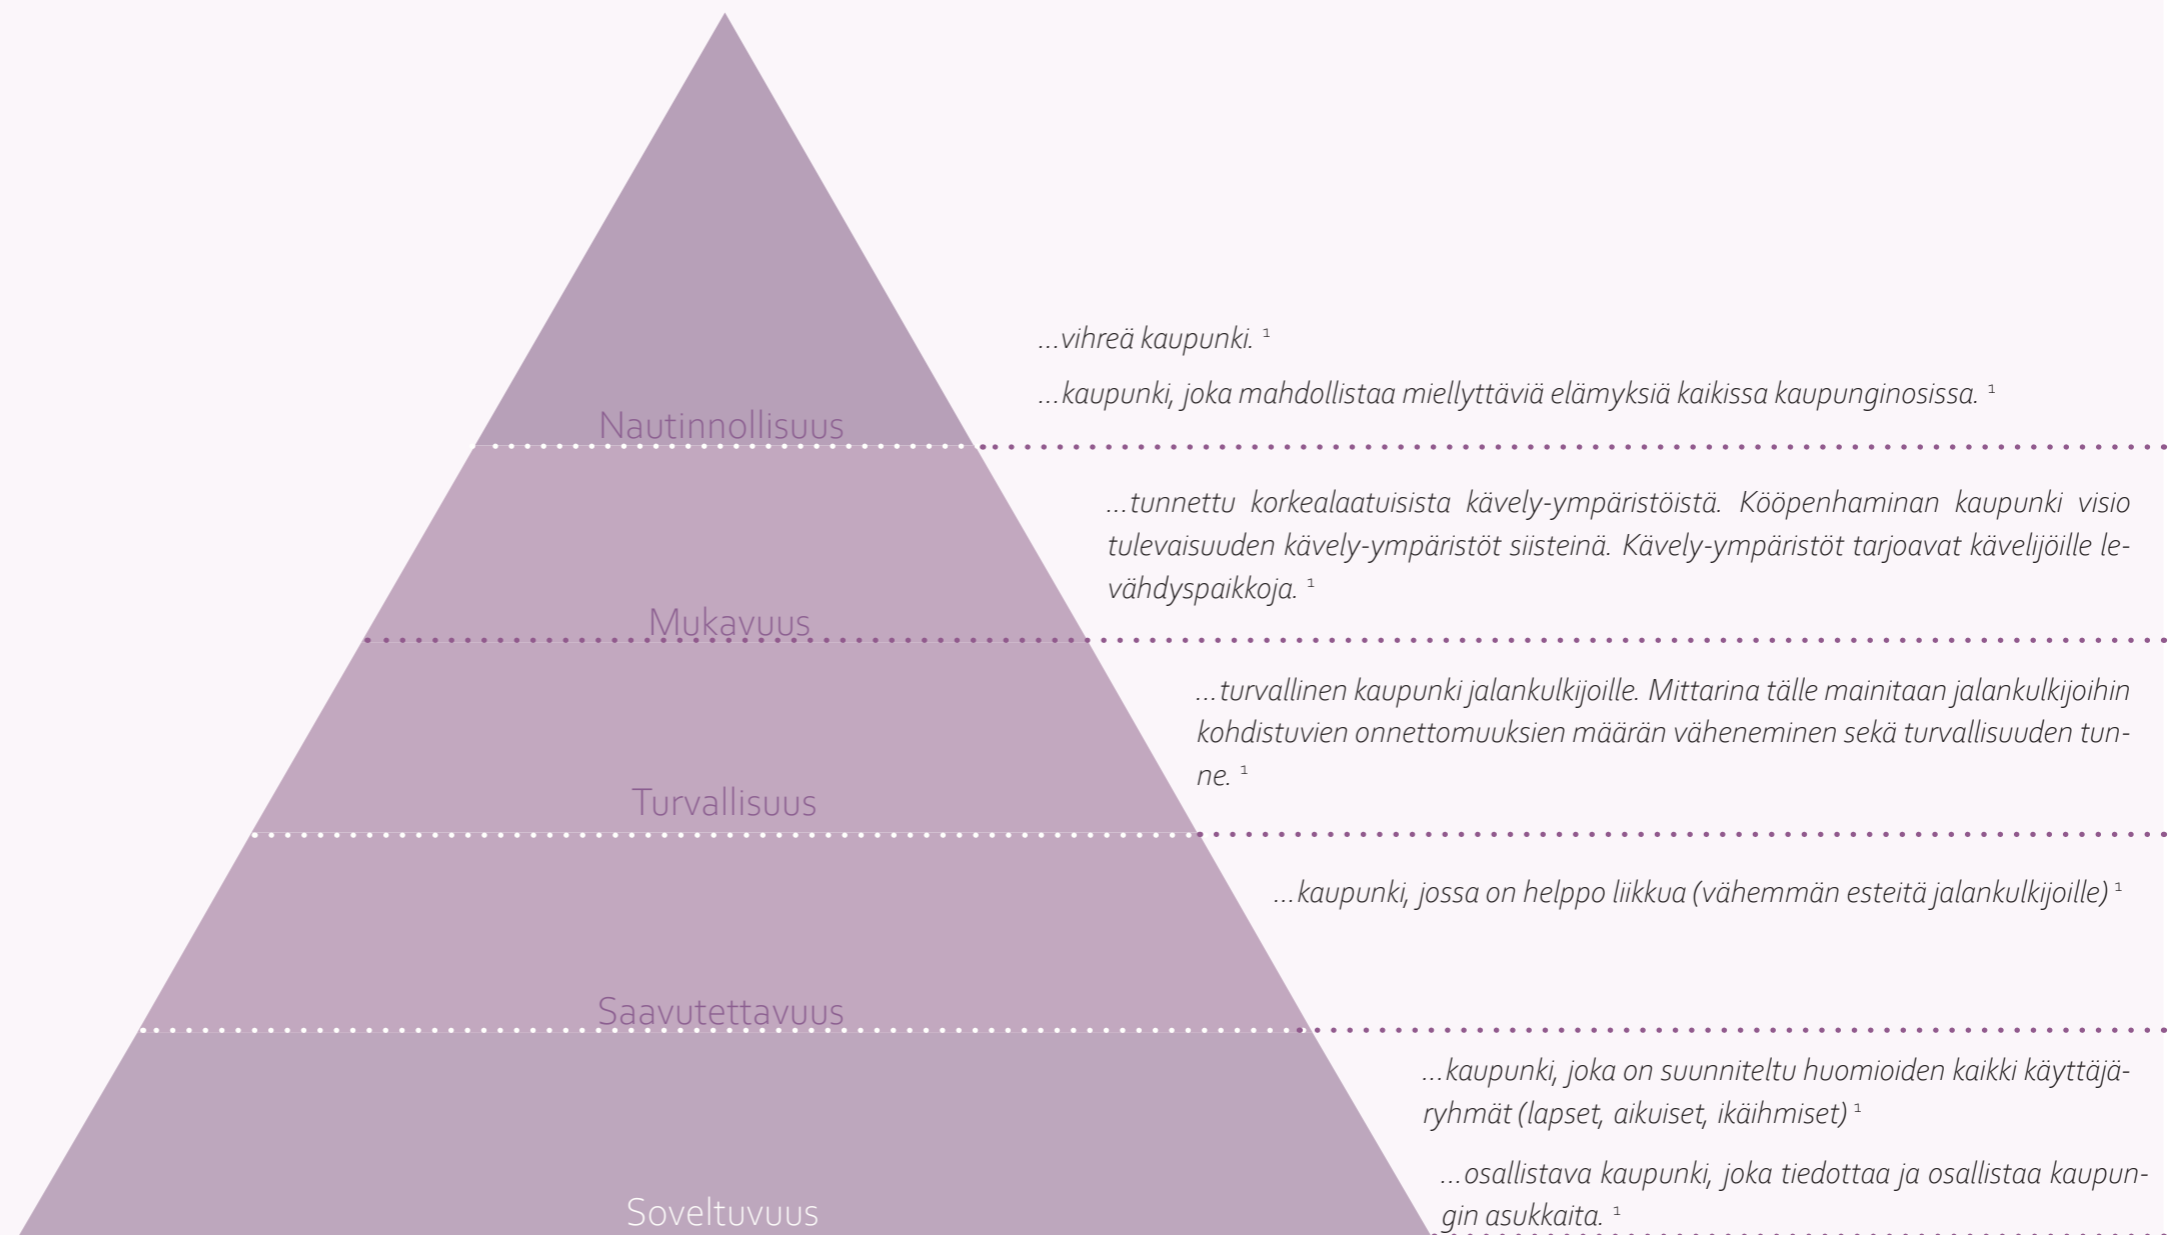 ...vihreä kaupunki. ¹
...kaupunki, joka mahdollistaa miellyttäviä elämyksiä kaikissa kaupunginosissa. ¹
Nautinnollisuus
...tunnettu korkealaatuisista kävely-ympäristöistä. Kööpenhaminan kaupunki visio
tulevaisuuden kävely-ympäristöt siisteinä. Kävely-ympäristöt tarjoavat kävelijöille le-
vähdyspaikkoja. ¹
Mukavuus
...turvallinen kaupunki jalankulkijoille. Mittarina tälle mainitaan jalankulkijoihin
kohdistuvien onnettomuuksien määrän väheneminen sekä turvallisuuden tun-
ne. ¹
Turvallisuus
...kaupunki, jossa on helppo liikkua (vähemmän esteitä jalankulkijoille) ¹
Saavutettavuus
...kaupunki, joka on suunniteltu huomioiden kaikki käyttäjä-
ryhmät (lapset, aikuiset, ikäihmiset) ¹
...osallistava kaupunki, joka tiedottaa ja osallistaa kaupun-
gin asukkaita. ¹
Soveltuvuus